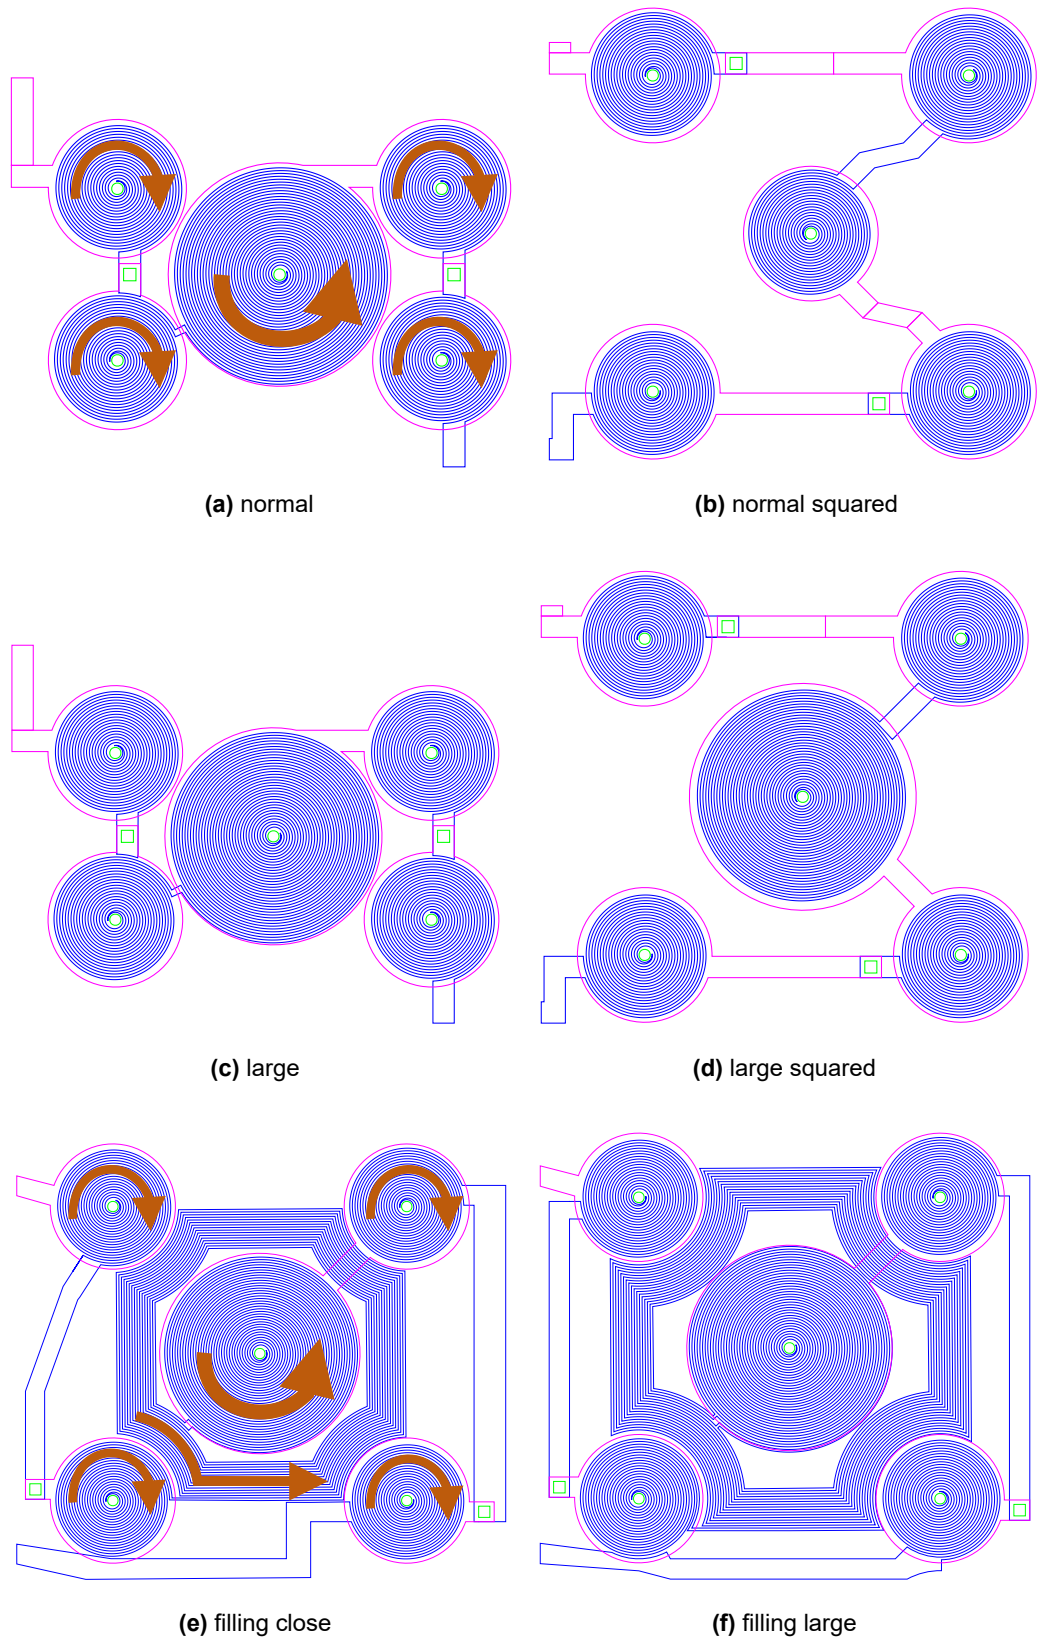 (a) normal
(b) normal squared
(c) large
(d) large squared
(e) filling close
(f) filling large